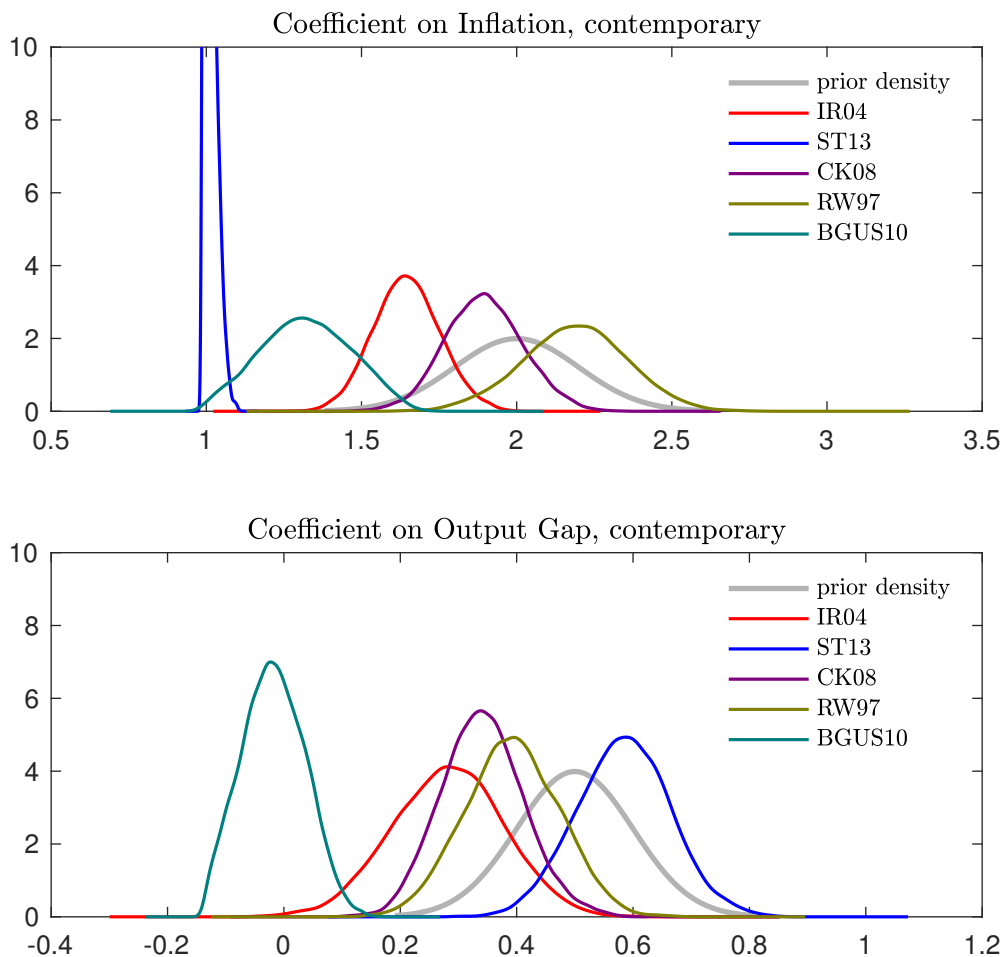 Coefficient on Inflation, contemporary
10
8
6
4
2
0
prior density
IR04
ST13
CK08
RW97
BGUS10
0.5 1 1.5 2 2.5 3 3.5
Coefficient on Output Gap, contemporary
10
8
6
4
2
0
prior density
IR04
ST13
CK08
RW97
BGUS10
-0.4 -0.2 0 0.2 0.4 0.6 0.8 1 1.2